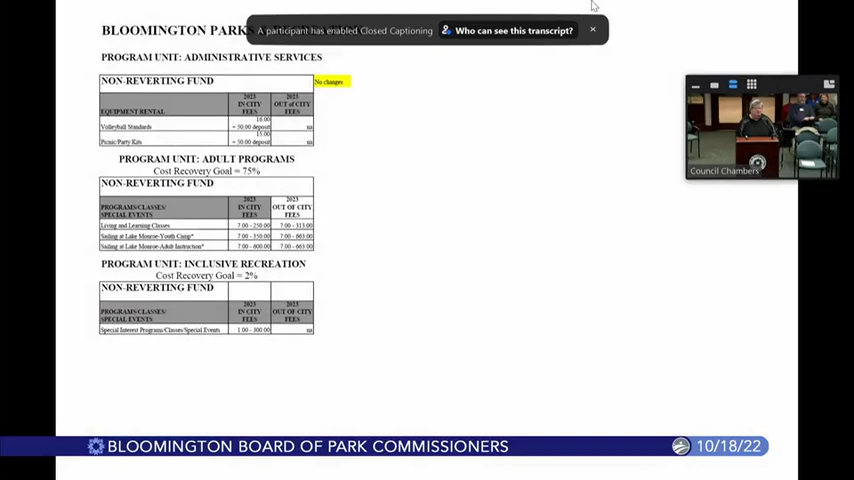 BLOOMINGTON PARKS
A participant has enabled Closed Captioning Who can see this transcript?
PROGRAM UNIT: ADMINISTRATIVE SERVICES
NON-REVERTING FUND
No changes
EQUIPMENT RENTAL 2023 IN CITY FEES 2023 OUT of CITY FEES
Volleyball Standards 16.00 + 50.00 deposit na
Picnic/Party Kits 15.00 + 50.00 deposit na
PROGRAM UNIT: ADULT PROGRAMS
Cost Recovery Goal = 75%
NON-REVERTING FUND
PROGRAMS/CLASSES/ SPECIAL EVENTS 2023 IN CITY FEES 2023 OUT OF CITY FEES
Living and Learning Classes 7.00 - 250.00 7.00 - 313.00
Sailing at Lake Monroe-Youth Camp* 7.00 - 350.00 7.00 - 663.00
Sailing at Lake Monroe-Adult Instruction* 7.00 - 600.00 7.00 - 663.00
PROGRAM UNIT: INCLUSIVE RECREATION
Cost Recovery Goal = 2%
NON-REVERTING FUND
PROGRAMS/CLASSES/ SPECIAL EVENTS 2023 IN CITY FEES 2023 OUT OF CITY FEES
Special Interest Programs/Classes/Special Events 1.00 - 300.00 na
Council Chambers
BLOOMINGTON BOARD OF PARK COMMISSIONERS 10/18/22